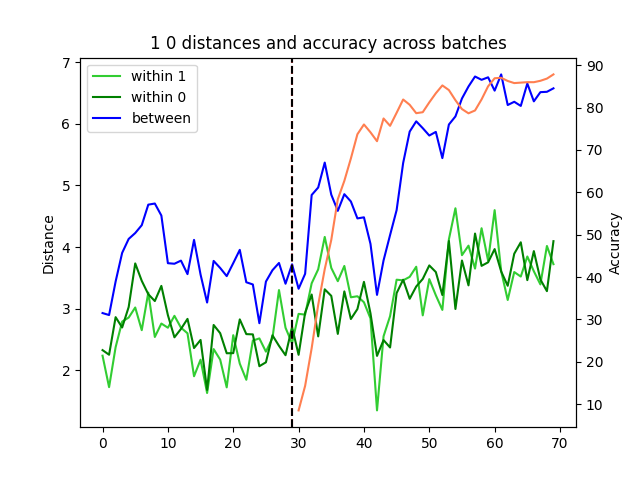 1 0 distances and accuracy across batches
within 1
within 0
between
Distance
7
6
5
4
3
2
Accuracy
90
80
70
60
50
40
30
20
10
0 10 20 30 40 50 60 70